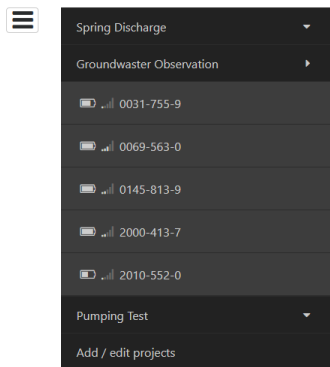 Spring Discharge
Groundwaster Observation
0031-755-9
0069-563-0
0145-813-9
2000-413-7
2010-552-0
Pumping Test
Add / edit projects